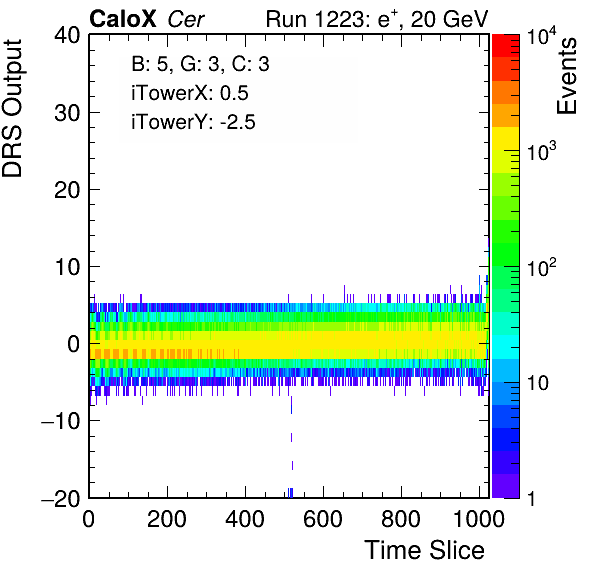 CaloX Cer Run 1223: e+, 20 GeV
B: 5, G: 3, C: 3
iTowerX: 0.5
iTowerY: -2.5
DRS Output
40
30
20
10
0
−10
−20
0 200 400 600 800 1000
Time Slice
Events
10^4
10^3
10^2
10
1